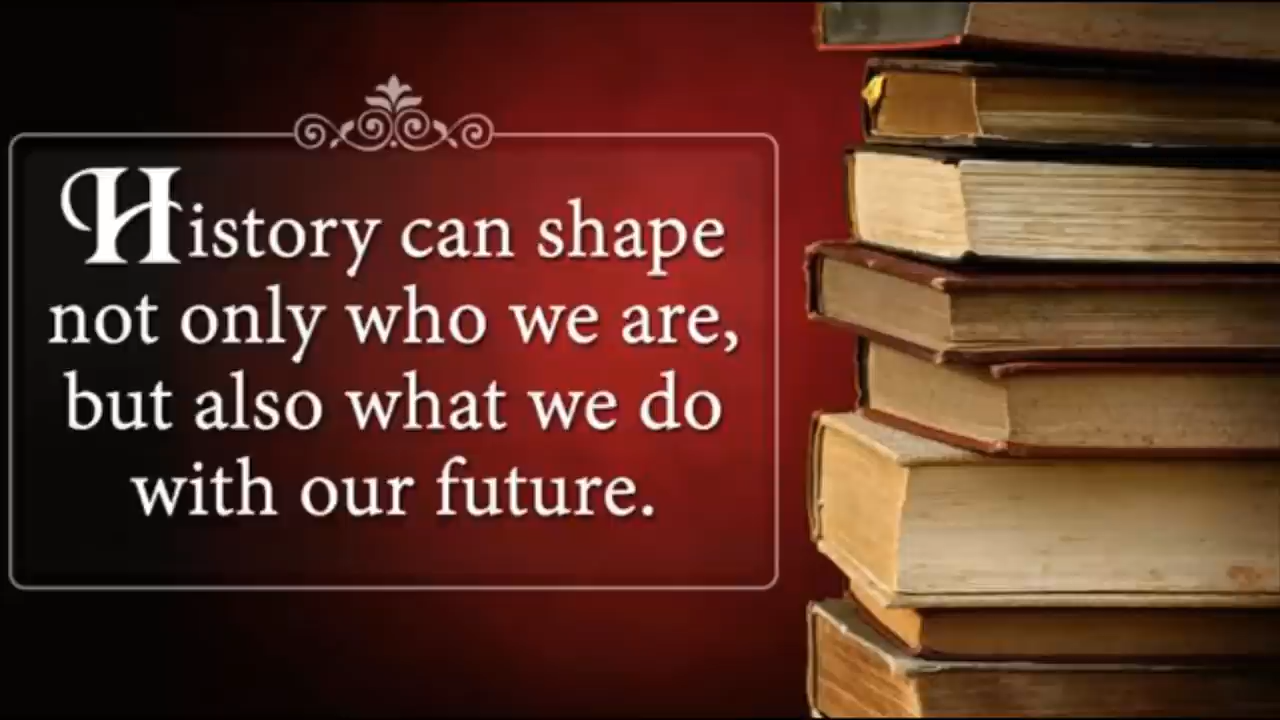 History can shape
not only who we are,
but also what we do
with our future.